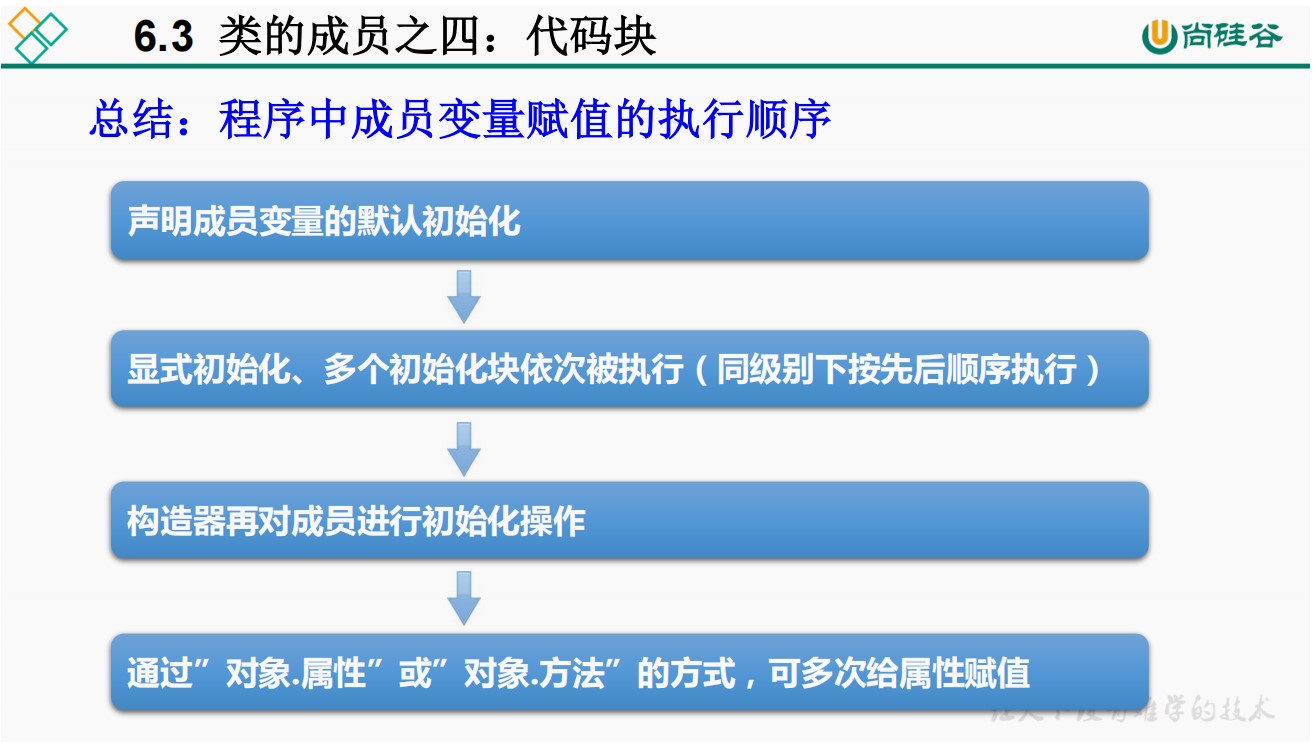 6.3 类的成员之四：代码块
尚硅谷
总结：程序中成员变量赋值的执行顺序
声明成员变量的默认初始化
显式初始化、多个初始化块依次被执行（同级别下按先后顺序执行）
构造器再对成员进行初始化操作
通过”对象.属性”或”对象.方法”的方式，可多次给属性赋值
难学的技术